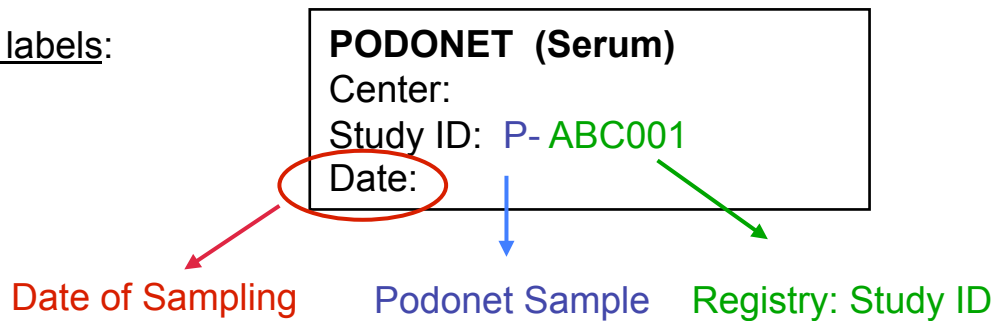 labels:
PODONET (Serum)
Center:
Study ID: P- ABC001
Date:
Date of Sampling
Podonet Sample
Registry: Study ID